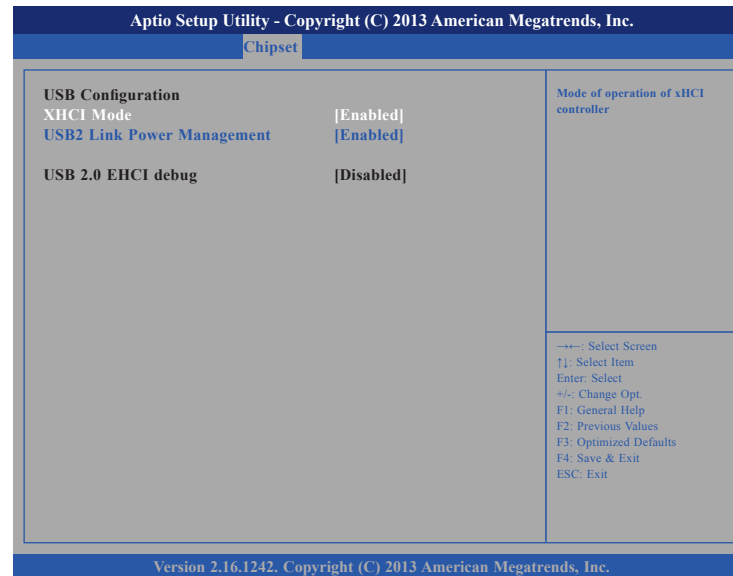 Aptio Setup Utility - Copyright (C) 2013 American Megatrends, Inc.
Chipset
USB Configuration
XHCI Mode [Enabled]
USB2 Link Power Management [Enabled]
USB 2.0 EHCI debug [Disabled]
Mode of operation of xHCI
controller
→←: Select Screen
↑↓: Select Item
Enter: Select
+/-: Change Opt.
F1: General Help
F2: Previous Values
F3: Optimized Defaults
F4: Save & Exit
ESC: Exit
Version 2.16.1242. Copyright (C) 2013 American Megatrends, Inc.